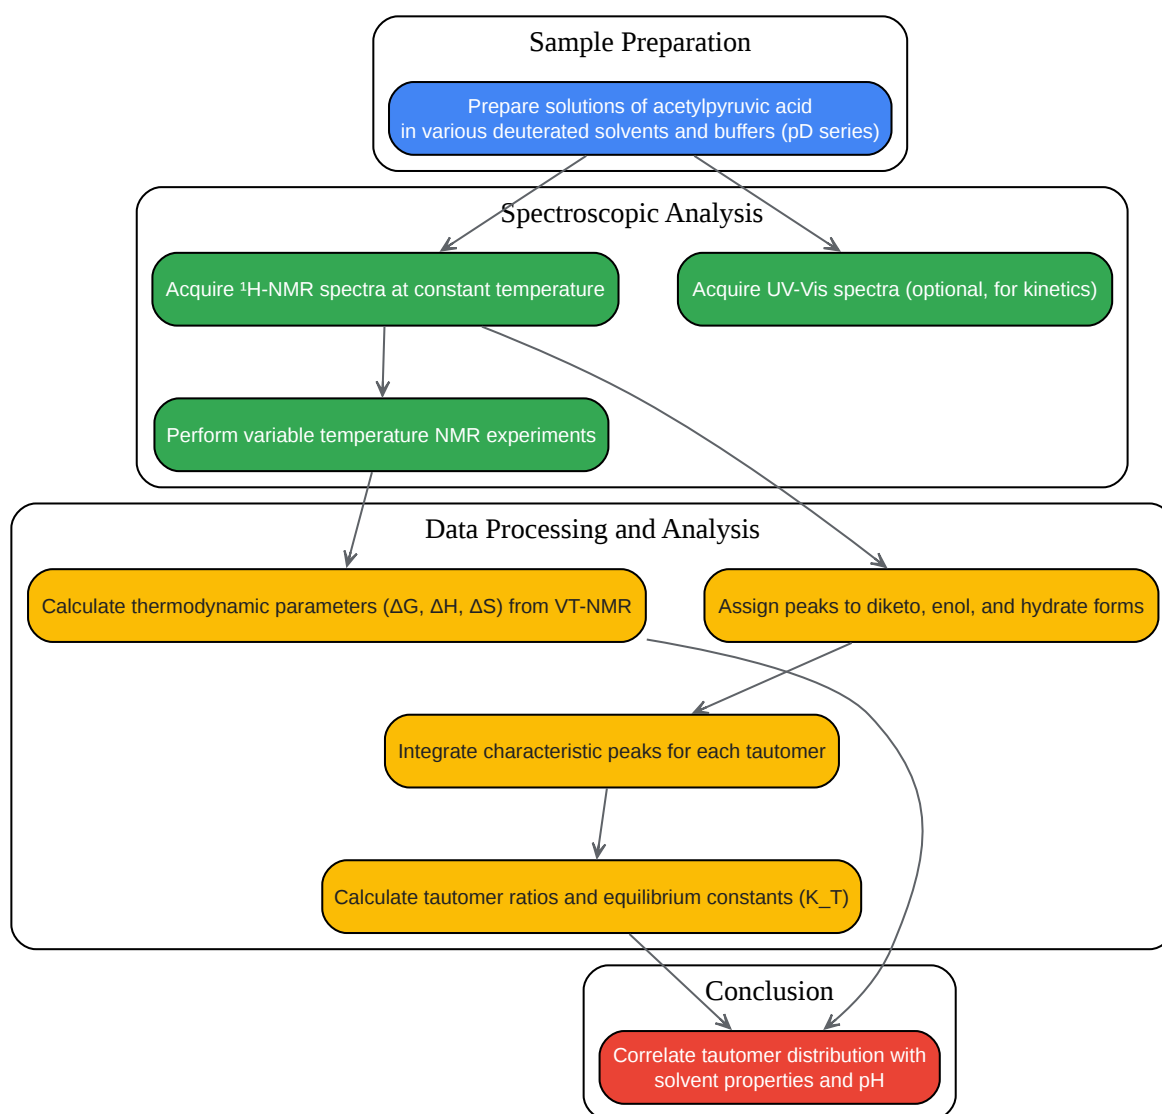 Sample Preparation
Prepare solutions of acetylpyruvic acid
in various deuterated solvents and buffers (pD series)
Spectroscopic Analysis
Acquire ¹H-NMR spectra at constant temperature
Acquire UV-Vis spectra (optional, for kinetics)
Perform variable temperature NMR experiments
Data Processing and Analysis
Calculate thermodynamic parameters (ΔG, ΔH, ΔS) from VT-NMR
Assign peaks to diketo, enol, and hydrate forms
Integrate characteristic peaks for each tautomer
Calculate tautomer ratios and equilibrium constants (K_T)
Conclusion
Correlate tautomer distribution with
solvent properties and pH